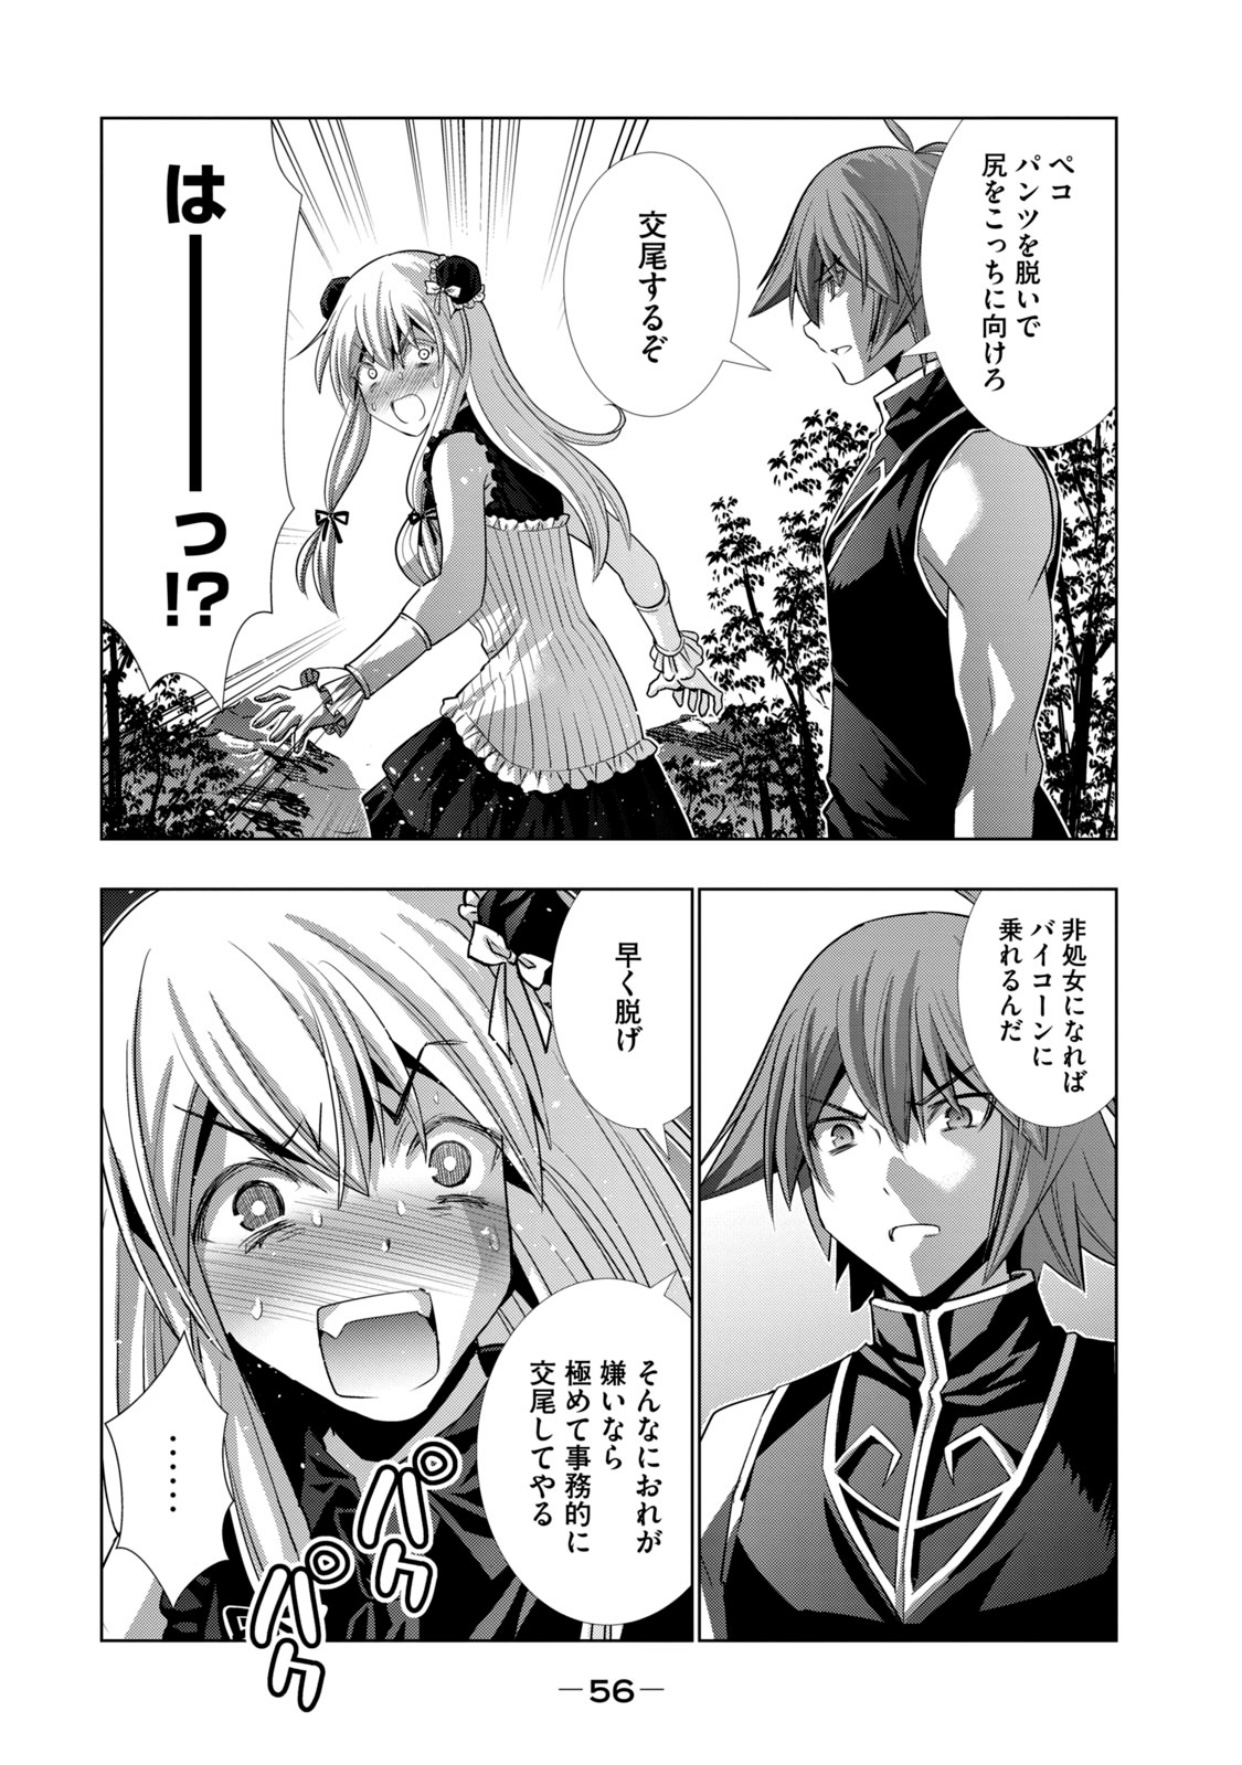 ペコ
パンツを脱いで
尻をこっちに向けろ
交尾するぞ
は──っ!?
非処女になれば
バイコーンに
乗れるんだ
早く脱げ
そんなにおれが
嫌いなら
極めて事務的に
交尾してやる
……
パク
パク
—56—